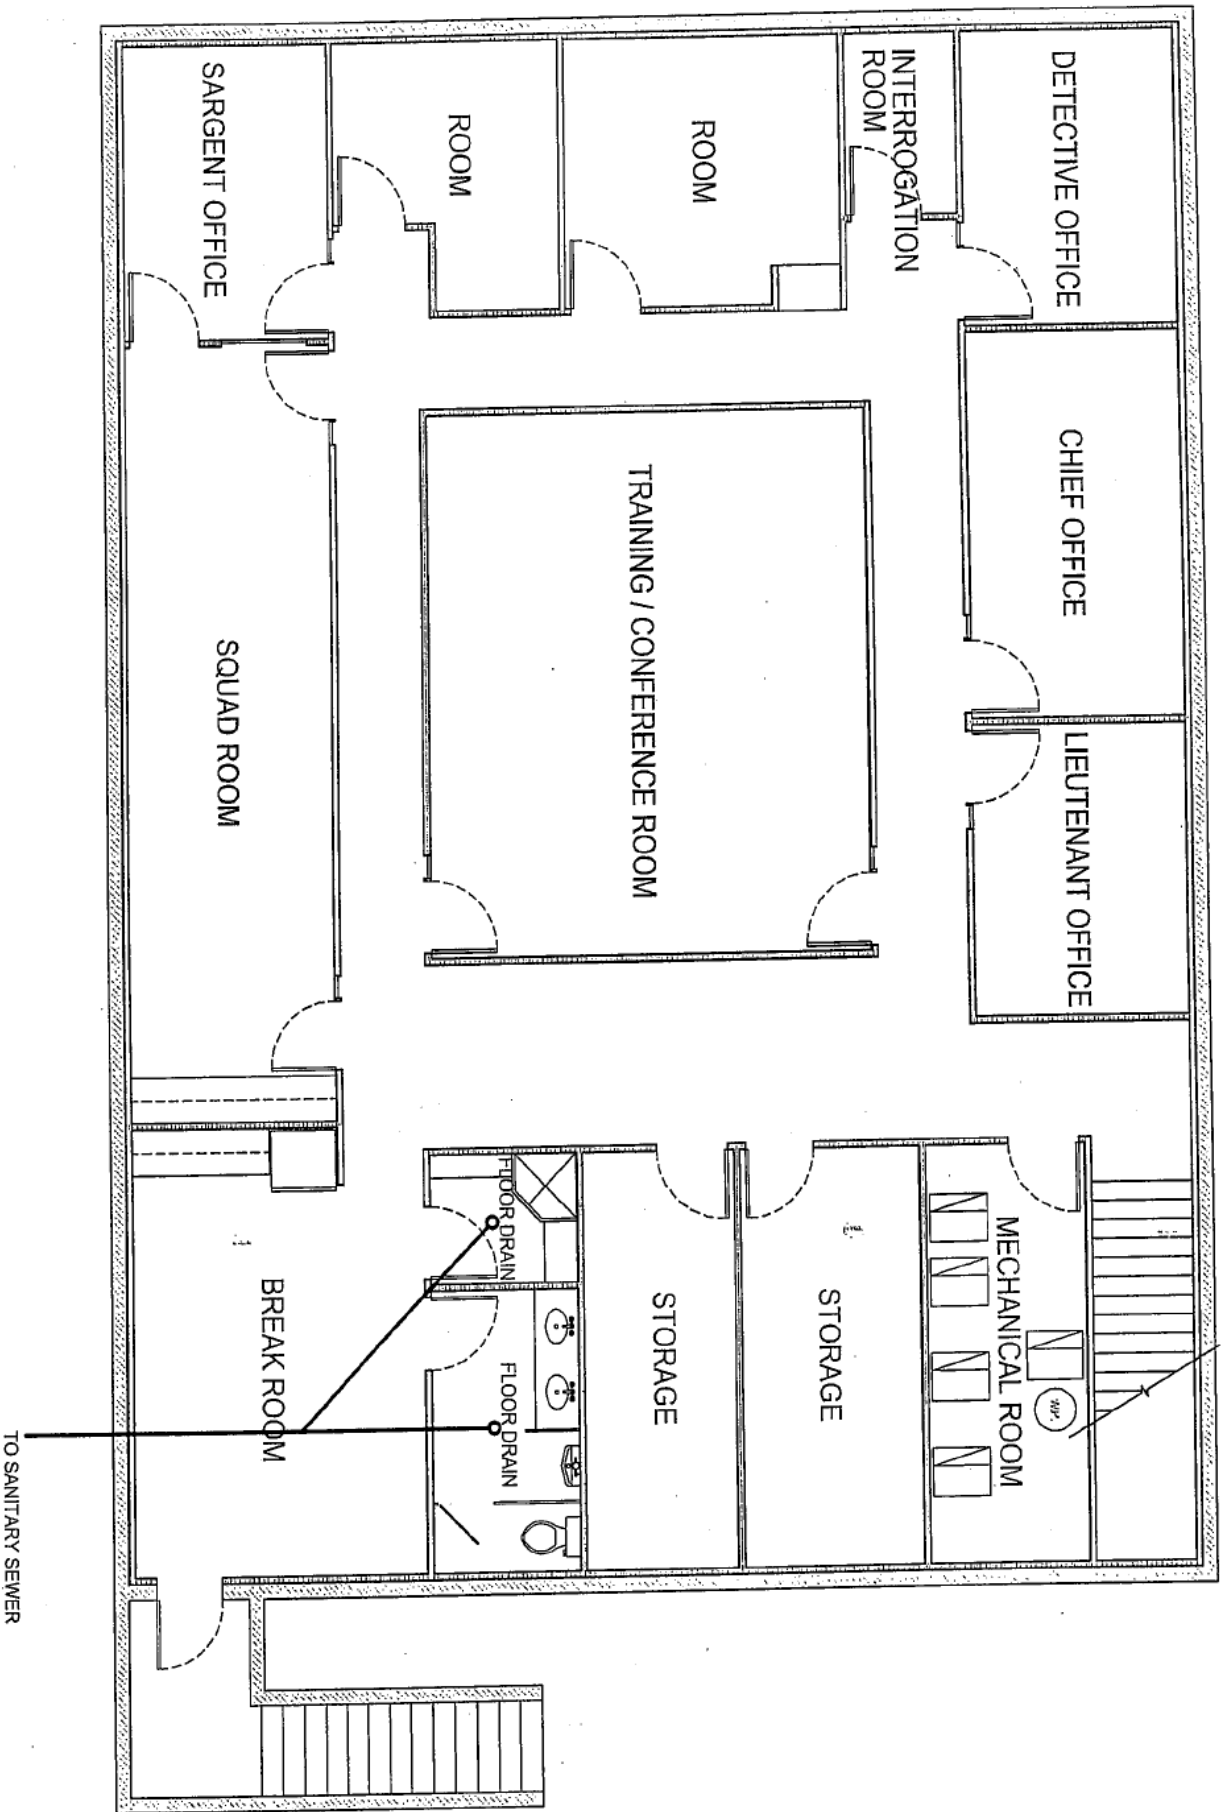 DETECTIVE OFFICE
CHIEF OFFICE
LIEUTENANT OFFICE
INTERROGATION
ROOM
MECHANICAL ROOM
ROOM
STORAGE
TRAINING / CONFERENCE ROOM
STORAGE
ROOM
FLOOR DRAIN
FLOOR DRAIN
SARGENT OFFICE
SQUAD ROOM
BREAK ROOM
TO SANITARY SEWER